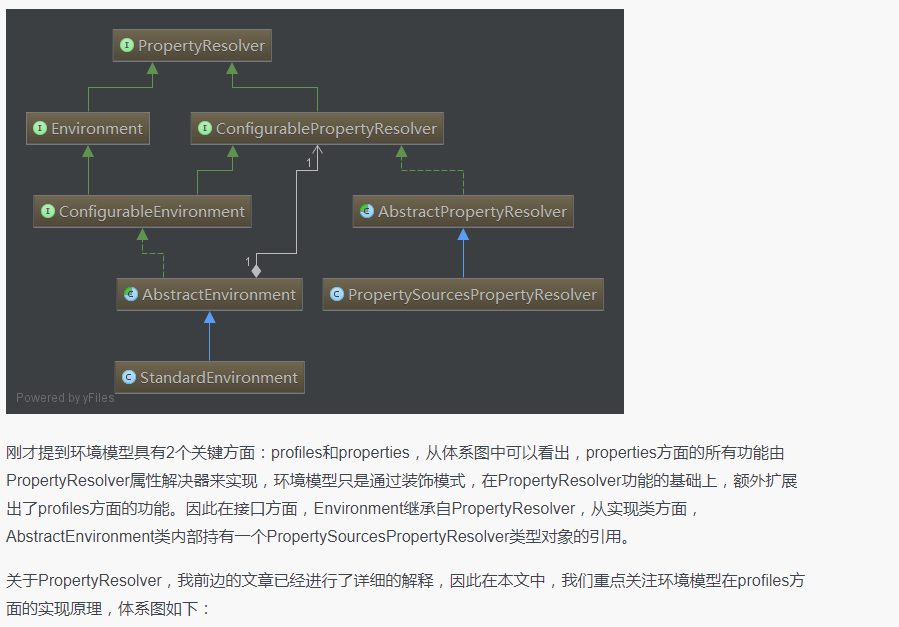 PropertyResolver
Environment
ConfigurablePropertyResolver
1
ConfigurableEnvironment
AbstractPropertyResolver
1
AbstractEnvironment
PropertySourcesPropertyResolver
StandardEnvironment
Powered by yFiles
刚才提到环境模型具有2个关键方面：profiles和properties，从体系图中可以看出，properties方面的所有功能由
PropertyResolver属性解决器来实现，环境模型只是通过装饰模式，在PropertyResolver功能的基础上，额外扩展
出了profiles方面的功能。因此在接口方面，Environment继承自PropertyResolver，从实现类方面，
AbstractEnvironment类内部持有一个PropertySourcesPropertyResolver类型对象的引用。
关于PropertyResolver，我前边的文章已经进行了详细的解释，因此在本文中，我们重点关注环境模型在profiles方
面的实现原理，体系图如下：